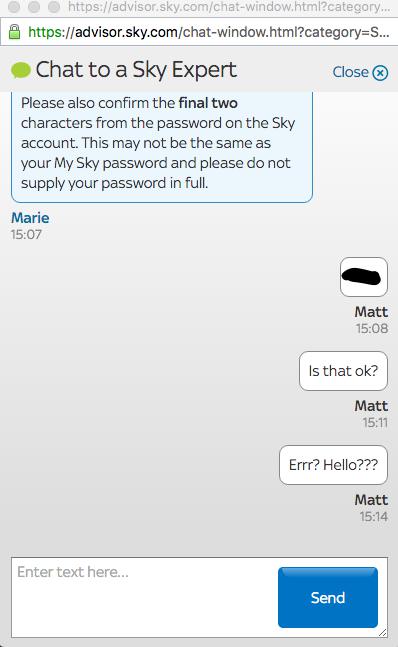 https://advisor.sky.com/chat-window.html?category...
https://advisor.sky.com/chat-window.html?category=S...
Chat to a Sky Expert
Close
Please also confirm the final two
characters from the password on the Sky
account. This may not be the same as
your My Sky password and please do not
supply your password in full.
Marie
15:07
Matt
15:08
Is that ok?
Matt
15:11
Errr? Hello???
Matt
15:14
Enter text here...
Send